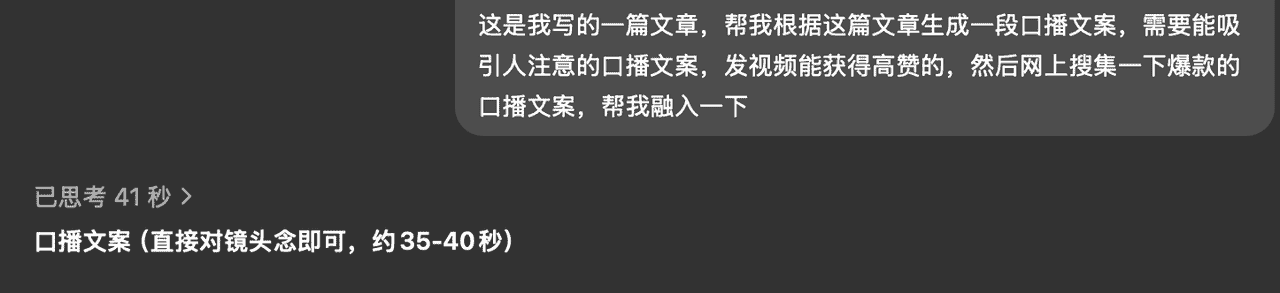 这是我写的一篇文章，帮我根据这篇文章生成一段口播文案，需要能吸
引人注意的口播文案，发视频能获得高赞的，然后网上搜集一下爆款的
口播文案，帮我融入一下
已思考 41 秒 >
口播文案（直接对镜头念即可，约35-40秒）